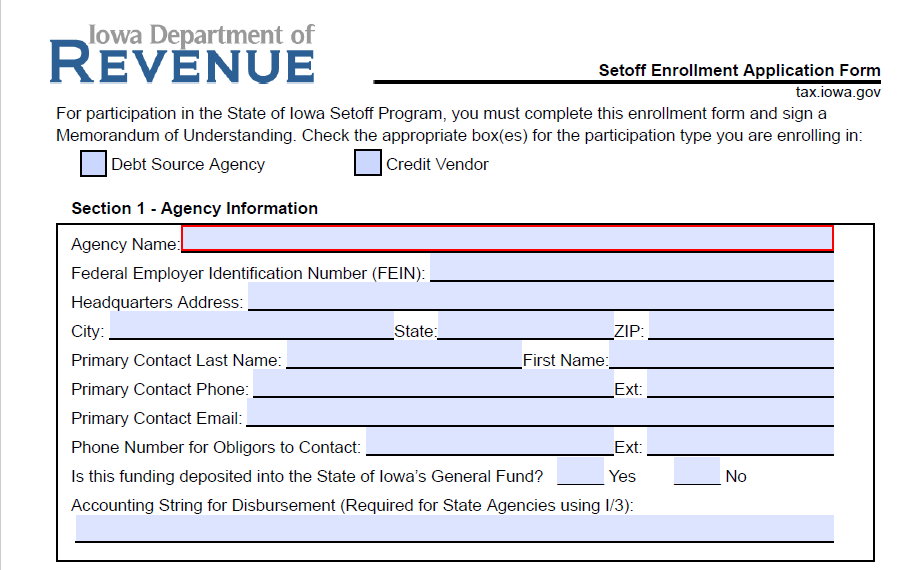 Iowa Department of
REVENUE
Setoff Enrollment Application Form
tax.iowa.gov
For participation in the State of Iowa Setoff Program, you must complete this enrollment form and sign a
Memorandum of Understanding. Check the appropriate box(es) for the participation type you are enrolling in:
Debt Source Agency Credit Vendor
Section 1 - Agency Information
Agency Name:
Federal Employer Identification Number (FEIN):
Headquarters Address:
City: State: ZIP:
Primary Contact Last Name: First Name:
Primary Contact Phone: Ext:
Primary Contact Email:
Phone Number for Obligors to Contact: Ext:
Is this funding deposited into the State of Iowa's General Fund? Yes No
Accounting String for Disbursement (Required for State Agencies using I/3):